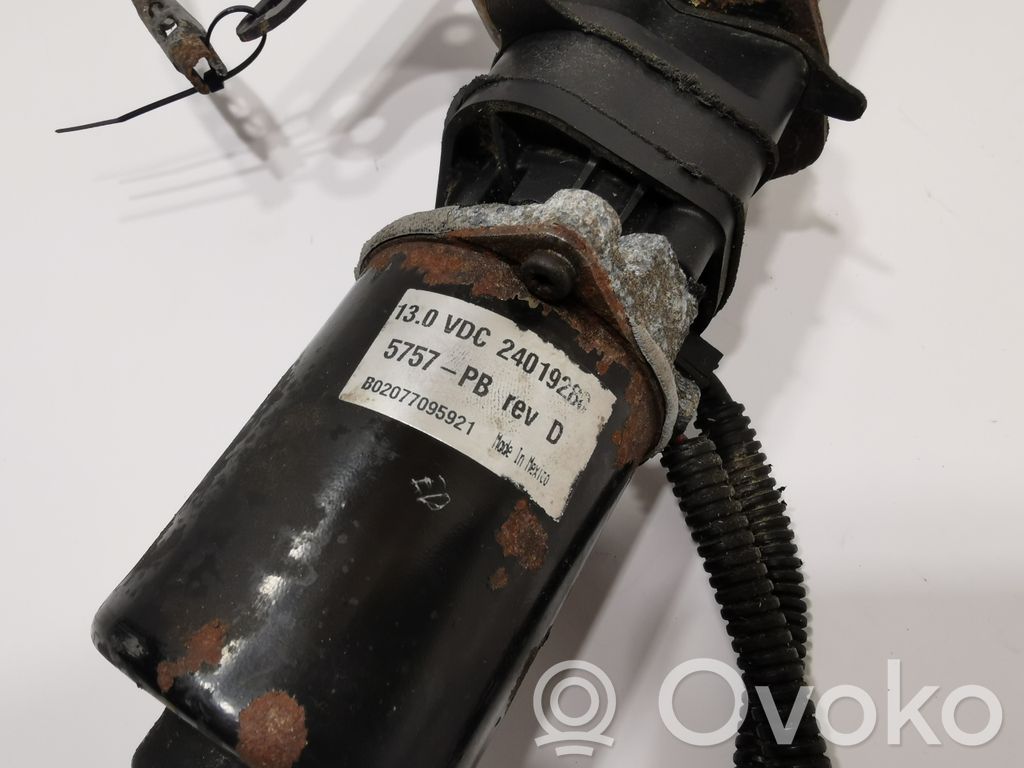 13.0 VDC
5757-PB rev D
B02077095921
Made In Mexico
Ovoko